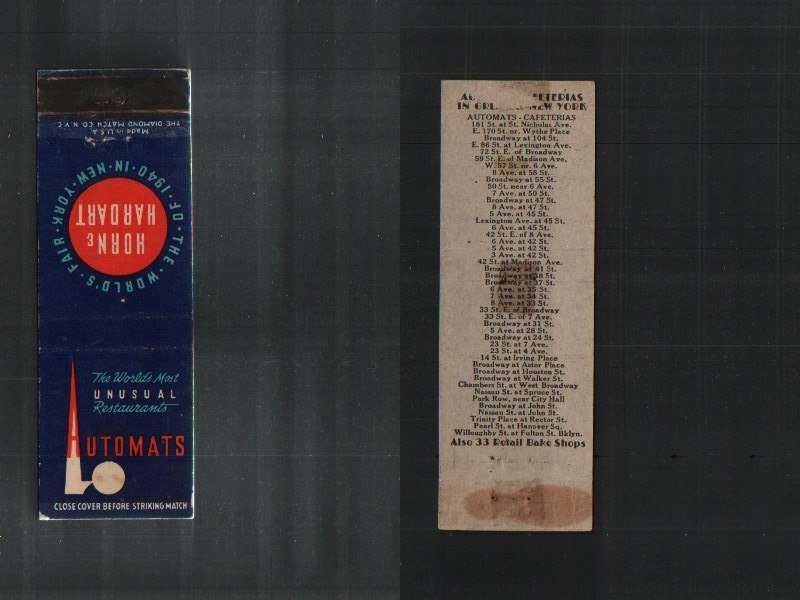 Made in U.S.A.
THE DIAMOND MATCH CO. N.Y.C.
HORN &
HARDART
· THE · WORLD'S · FAIR · OF · 1940 · IN · NEW · YORK
The World's Most
UNUSUAL
Restaurants
AUTOMATS
CLOSE COVER BEFORE STRIKING MATCH
IN NEW YORK
AUTOMATS - CAFETERIAS
181 St. at St. Nicholas Ave.
E. 170 St. nr. Wythe Place
Broadway at 104 St.
E. 86 St. at Lexington Ave.
72 St. E. of Broadway
59 St. E. of Madison Ave.
W. 57 St. nr. 6 Ave.
8 Ave. at 58 St.
Broadway at 55 St.
50 St. near 6 Ave.
7 Ave. at 50 St.
Broadway at 47 St.
8 Ave. at 47 St.
5 Ave. at 45 St.
Lexington Ave. at 45 St.
6 Ave. at 45 St.
42 St. E. of 8 Ave.
6 Ave. at 42 St.
5 Ave. at 42 St.
3 Ave. at 42 St.
42 St. at Madison Ave.
Broadway at 41 St.
Broadway at 38 St.
Broadway at 37 St.
6 Ave. at 35 St.
7 Ave. at 34 St.
8 Ave. at 33 St.
33 St. E. of Broadway
33 St. E. of 7 Ave.
Broadway at 31 St.
5 Ave. at 28 St.
Broadway at 24 St.
23 St. at 7 Ave.
23 St. at 4 Ave.
14 St. at Irving Place
Broadway at Astor Place
Broadway at Houston St.
Broadway at Walker St.
Chambers St. at West Broadway
Nassau St. at Spruce St.
Park Row, near City Hall
Broadway at John St.
Nassau St. at John St.
Trinity Place at Rector St.
Pearl St. at Hanover Sq.
Willoughby St. at Fulton St. Bklyn.
Also 33 Retail Bake Shops